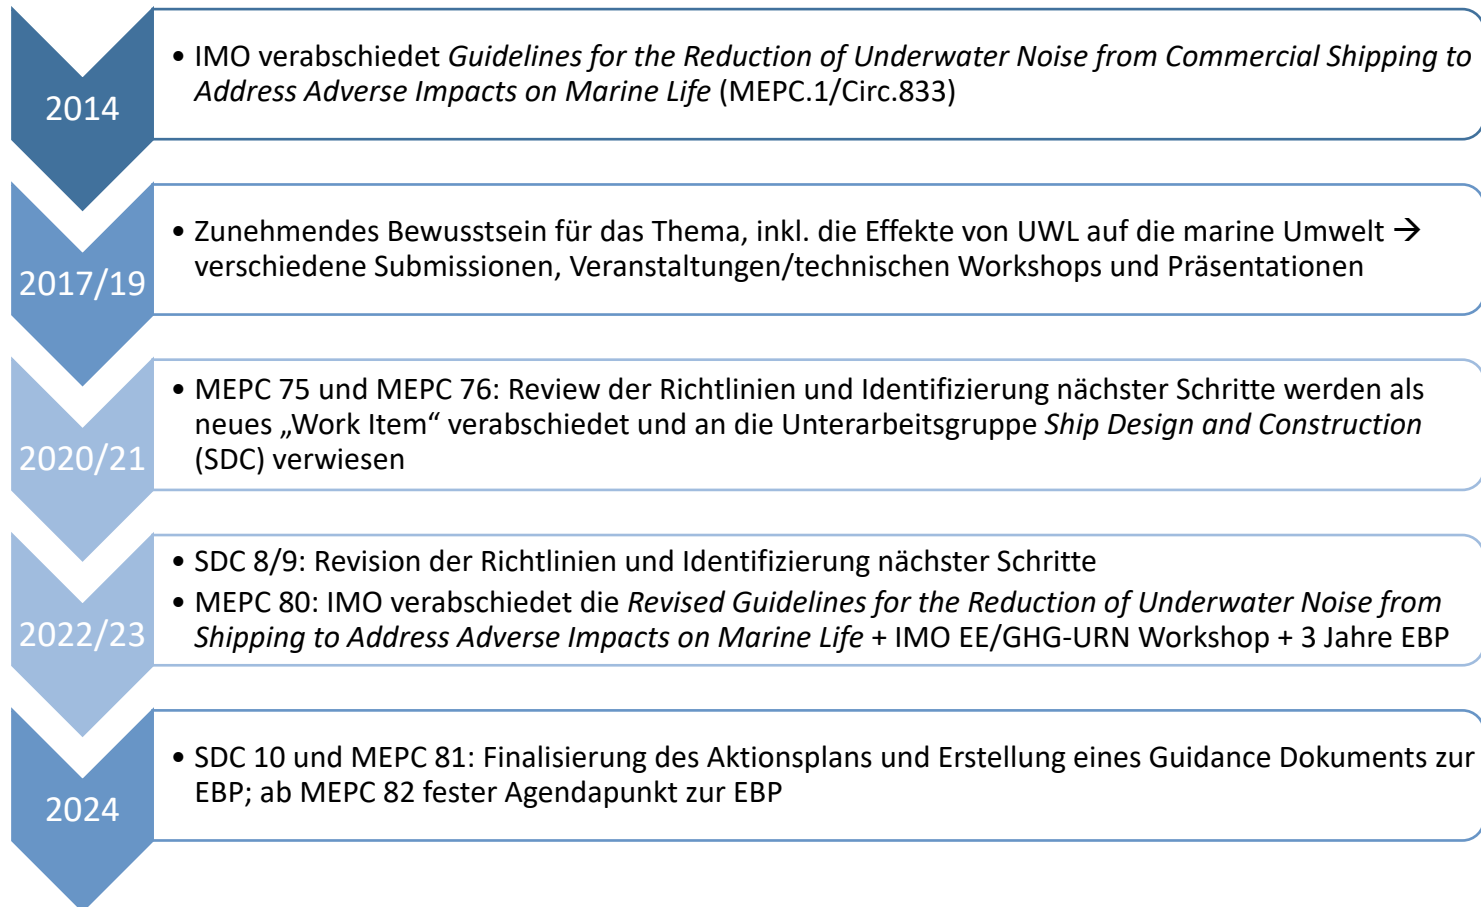 2014
• IMO verabschiedet Guidelines for the Reduction of Underwater Noise from Commercial Shipping to
Address Adverse Impacts on Marine Life (MEPC.1/Circ.833)
2017/19
• Zunehmendes Bewusstsein für das Thema, inkl. die Effekte von UWL auf die marine Umwelt →
verschiedene Submissionen, Veranstaltungen/technischen Workshops und Präsentationen
2020/21
• MEPC 75 und MEPC 76: Review der Richtlinien und Identifizierung nächster Schritte werden als
neues „Work Item“ verabschiedet und an die Unterarbeitsgruppe Ship Design and Construction
(SDC) verwiesen
2022/23
• SDC 8/9: Revision der Richtlinien und Identifizierung nächster Schritte
• MEPC 80: IMO verabschiedet die Revised Guidelines for the Reduction of Underwater Noise from
Shipping to Address Adverse Impacts on Marine Life + IMO EE/GHG-URN Workshop + 3 Jahre EBP
2024
• SDC 10 und MEPC 81: Finalisierung des Aktionsplans und Erstellung eines Guidance Dokuments zur
EBP; ab MEPC 82 fester Agendapunkt zur EBP